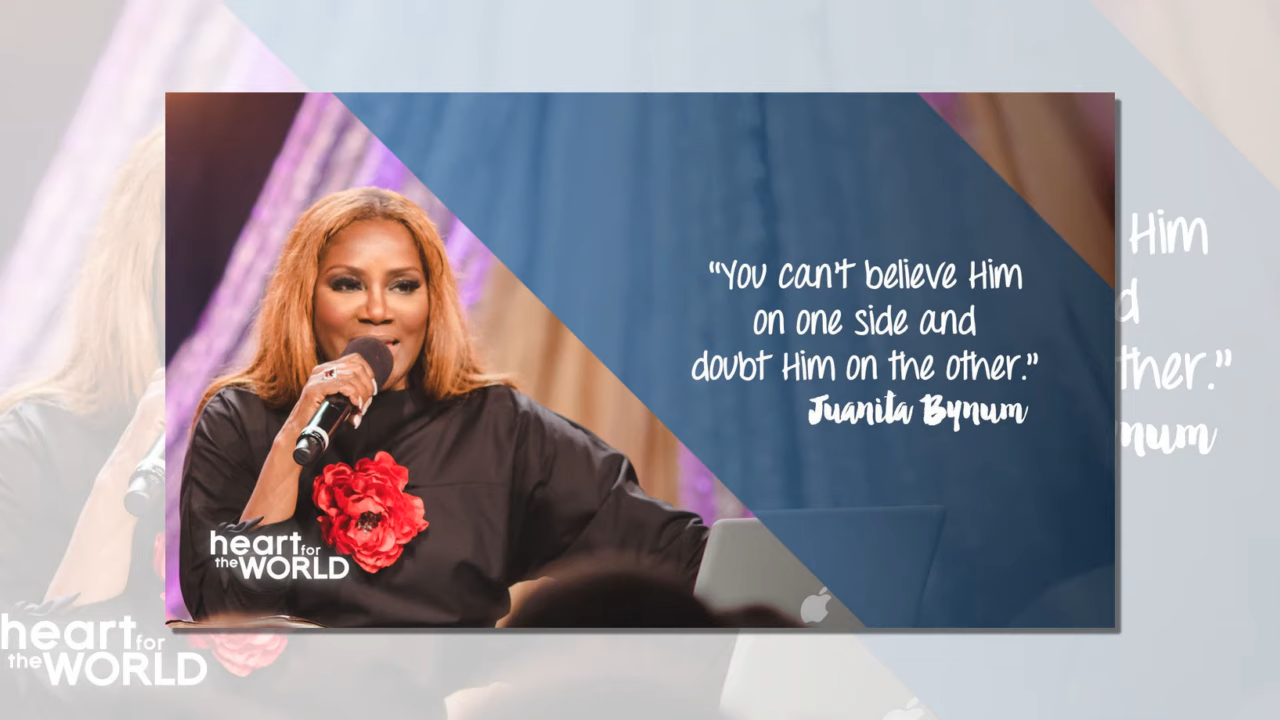 “You can't believe Him
on one side and
doubt Him on the other.”
Juanita Bynum
heart for
the WORLD
Him
d
ther.”
num
heart for
the WORLD